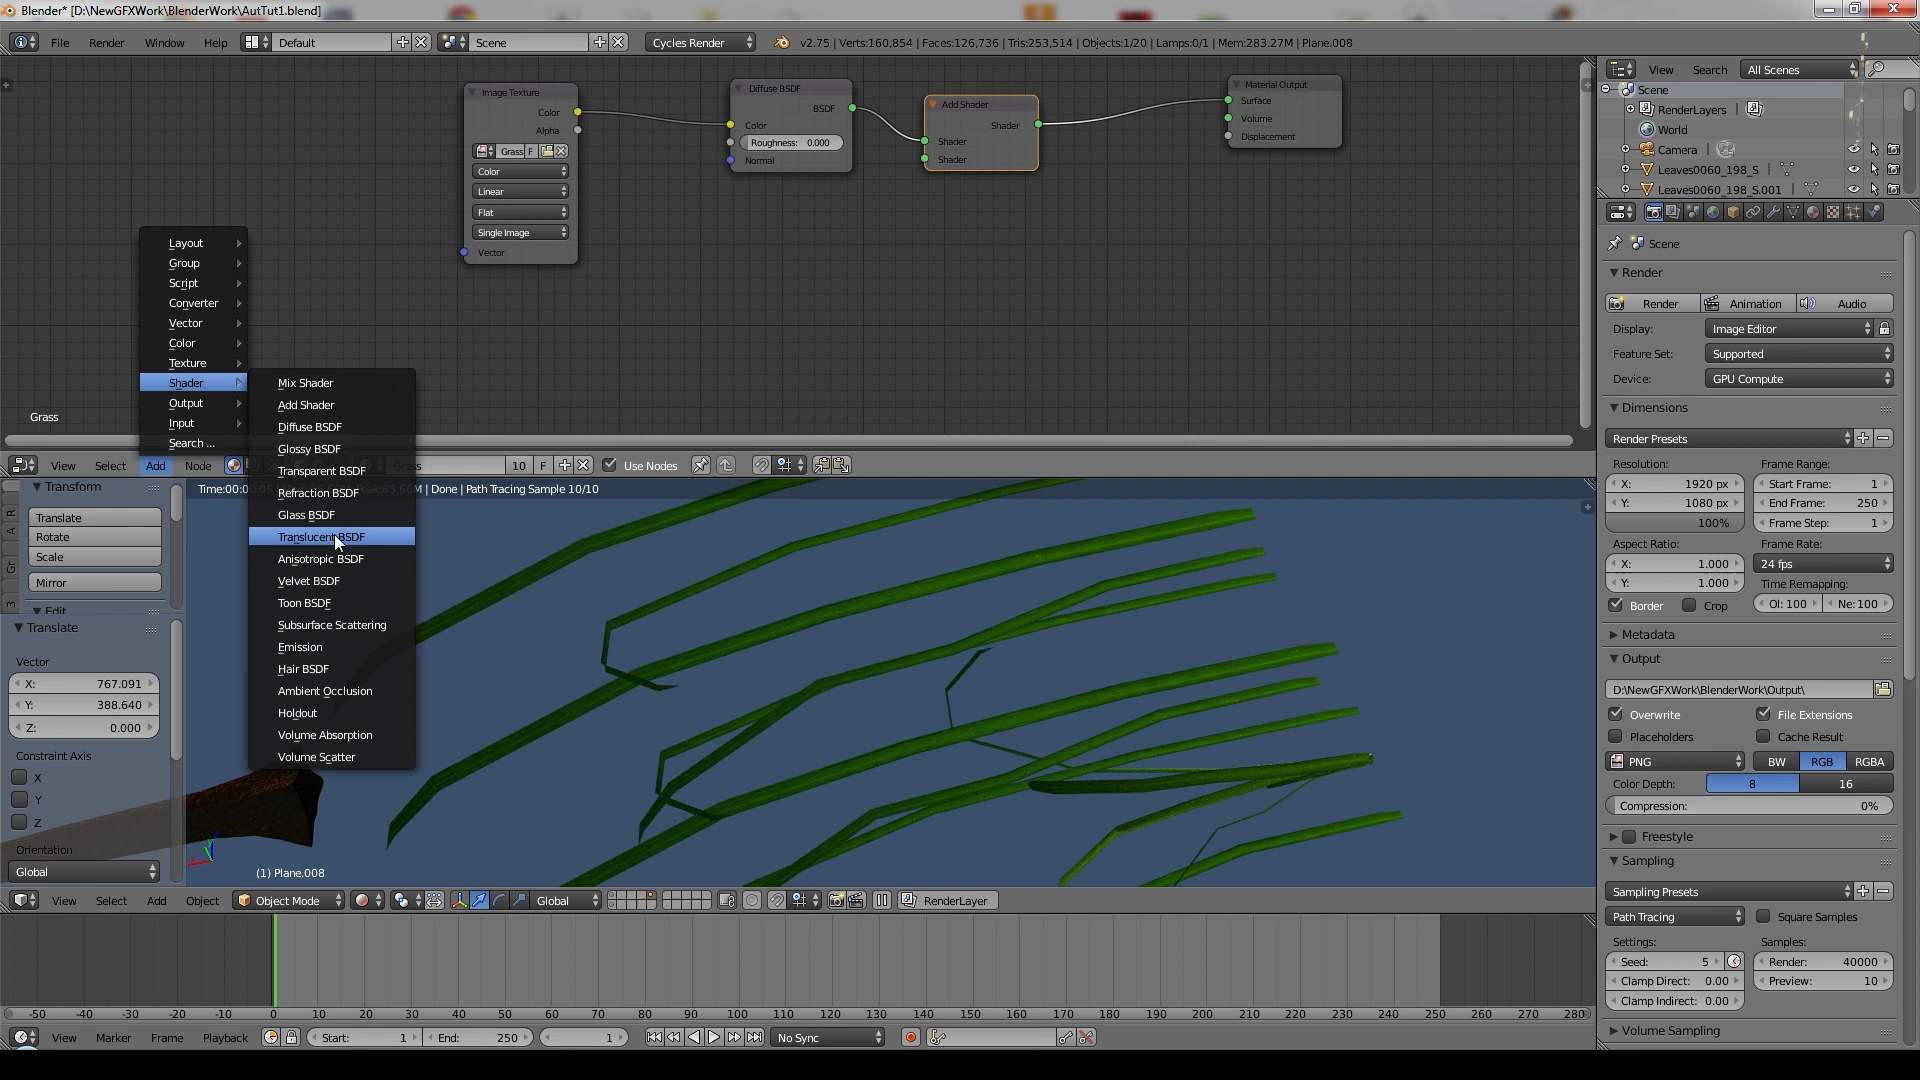 Blender* [D:\NewGFXWork\BlenderWork\AutTut1.blend]
File Render Window Help Default Scene Cycles Render v2.75 | Verts:160,854 | Faces:126,736 | Tris:253,514 | Objects:1/20 | Lamps:0/1 | Mem:283.27M | Plane.008
Image Texture
Color
Alpha
Grass F
Color
Linear
Flat
Single Image
Vector
Diffuse BSDF
BSDF
Color
Roughness: 0.000
Normal
Add Shader
Shader
Shader
Shader
Material Output
Surface
Volume
Displacement
Layout
Group
Script
Converter
Vector
Color
Texture
Shader
Output
Input
Search ...
Mix Shader
Add Shader
Diffuse BSDF
Glossy BSDF
Transparent BSDF
Refraction BSDF
Glass BSDF
Translucent BSDF
Anisotropic BSDF
Velvet BSDF
Toon BSDF
Subsurface Scattering
Emission
Hair BSDF
Ambient Occlusion
Holdout
Volume Absorption
Volume Scatter
Grass
View Select Add Node 10 F Use Nodes
Transform
Translate
Rotate
Scale
Mirror
Edit
Translate
Vector
X: 767.091
Y: 388.640
Z: 0.000
Constraint Axis
X
Y
Z
Orientation
Global
| Done | Path Tracing Sample 10/10
(1) Plane.008
View Select Add Object Object Mode Global RenderLayer
-50 -40 -30 -20 -10 0 10 20 30 40 50 60 70 80 90 100 110 120 130 140 150 160 170 180 190 200 210 220 230 240 250 260 270 280
View Marker Frame Playback Start: 1 End: 250 1 No Sync
View Search All Scenes
Scene
RenderLayers
World
Camera
Leaves0060_198_S
Leaves0060_198_S.001
Scene
Render
Render Animation Audio
Display: Image Editor
Feature Set: Supported
Device: GPU Compute
Dimensions
Render Presets
Resolution: Frame Range:
X: 1920 px Start Frame: 1
Y: 1080 px End Frame: 250
100% Frame Step: 1
Aspect Ratio: Frame Rate:
X: 1.000 24 fps
Y: 1.000 Time Remapping:
Border Crop Ol: 100 Ne: 100
Metadata
Output
D:\NewGFXWork\BlenderWork\Output\
Overwrite File Extensions
Placeholders Cache Result
PNG BW RGB RGBA
Color Depth: 8 16
Compression: 0%
Freestyle
Sampling
Sampling Presets
Path Tracing Square Samples
Settings: Samples:
Seed: 5 Render: 40000
Clamp Direct: 0.00 Preview: 10
Clamp Indirect: 0.00
Volume Sampling